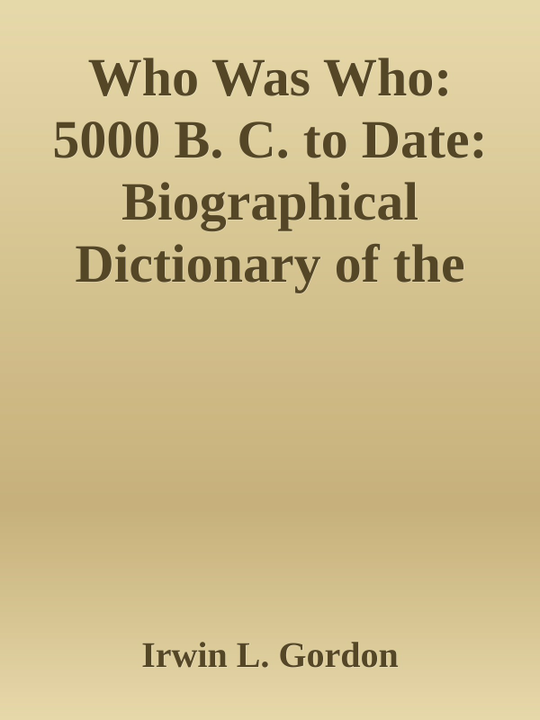 Who Was Who:
5000 B. C. to Date:
Biographical
Dictionary of the
Irwin L. Gordon